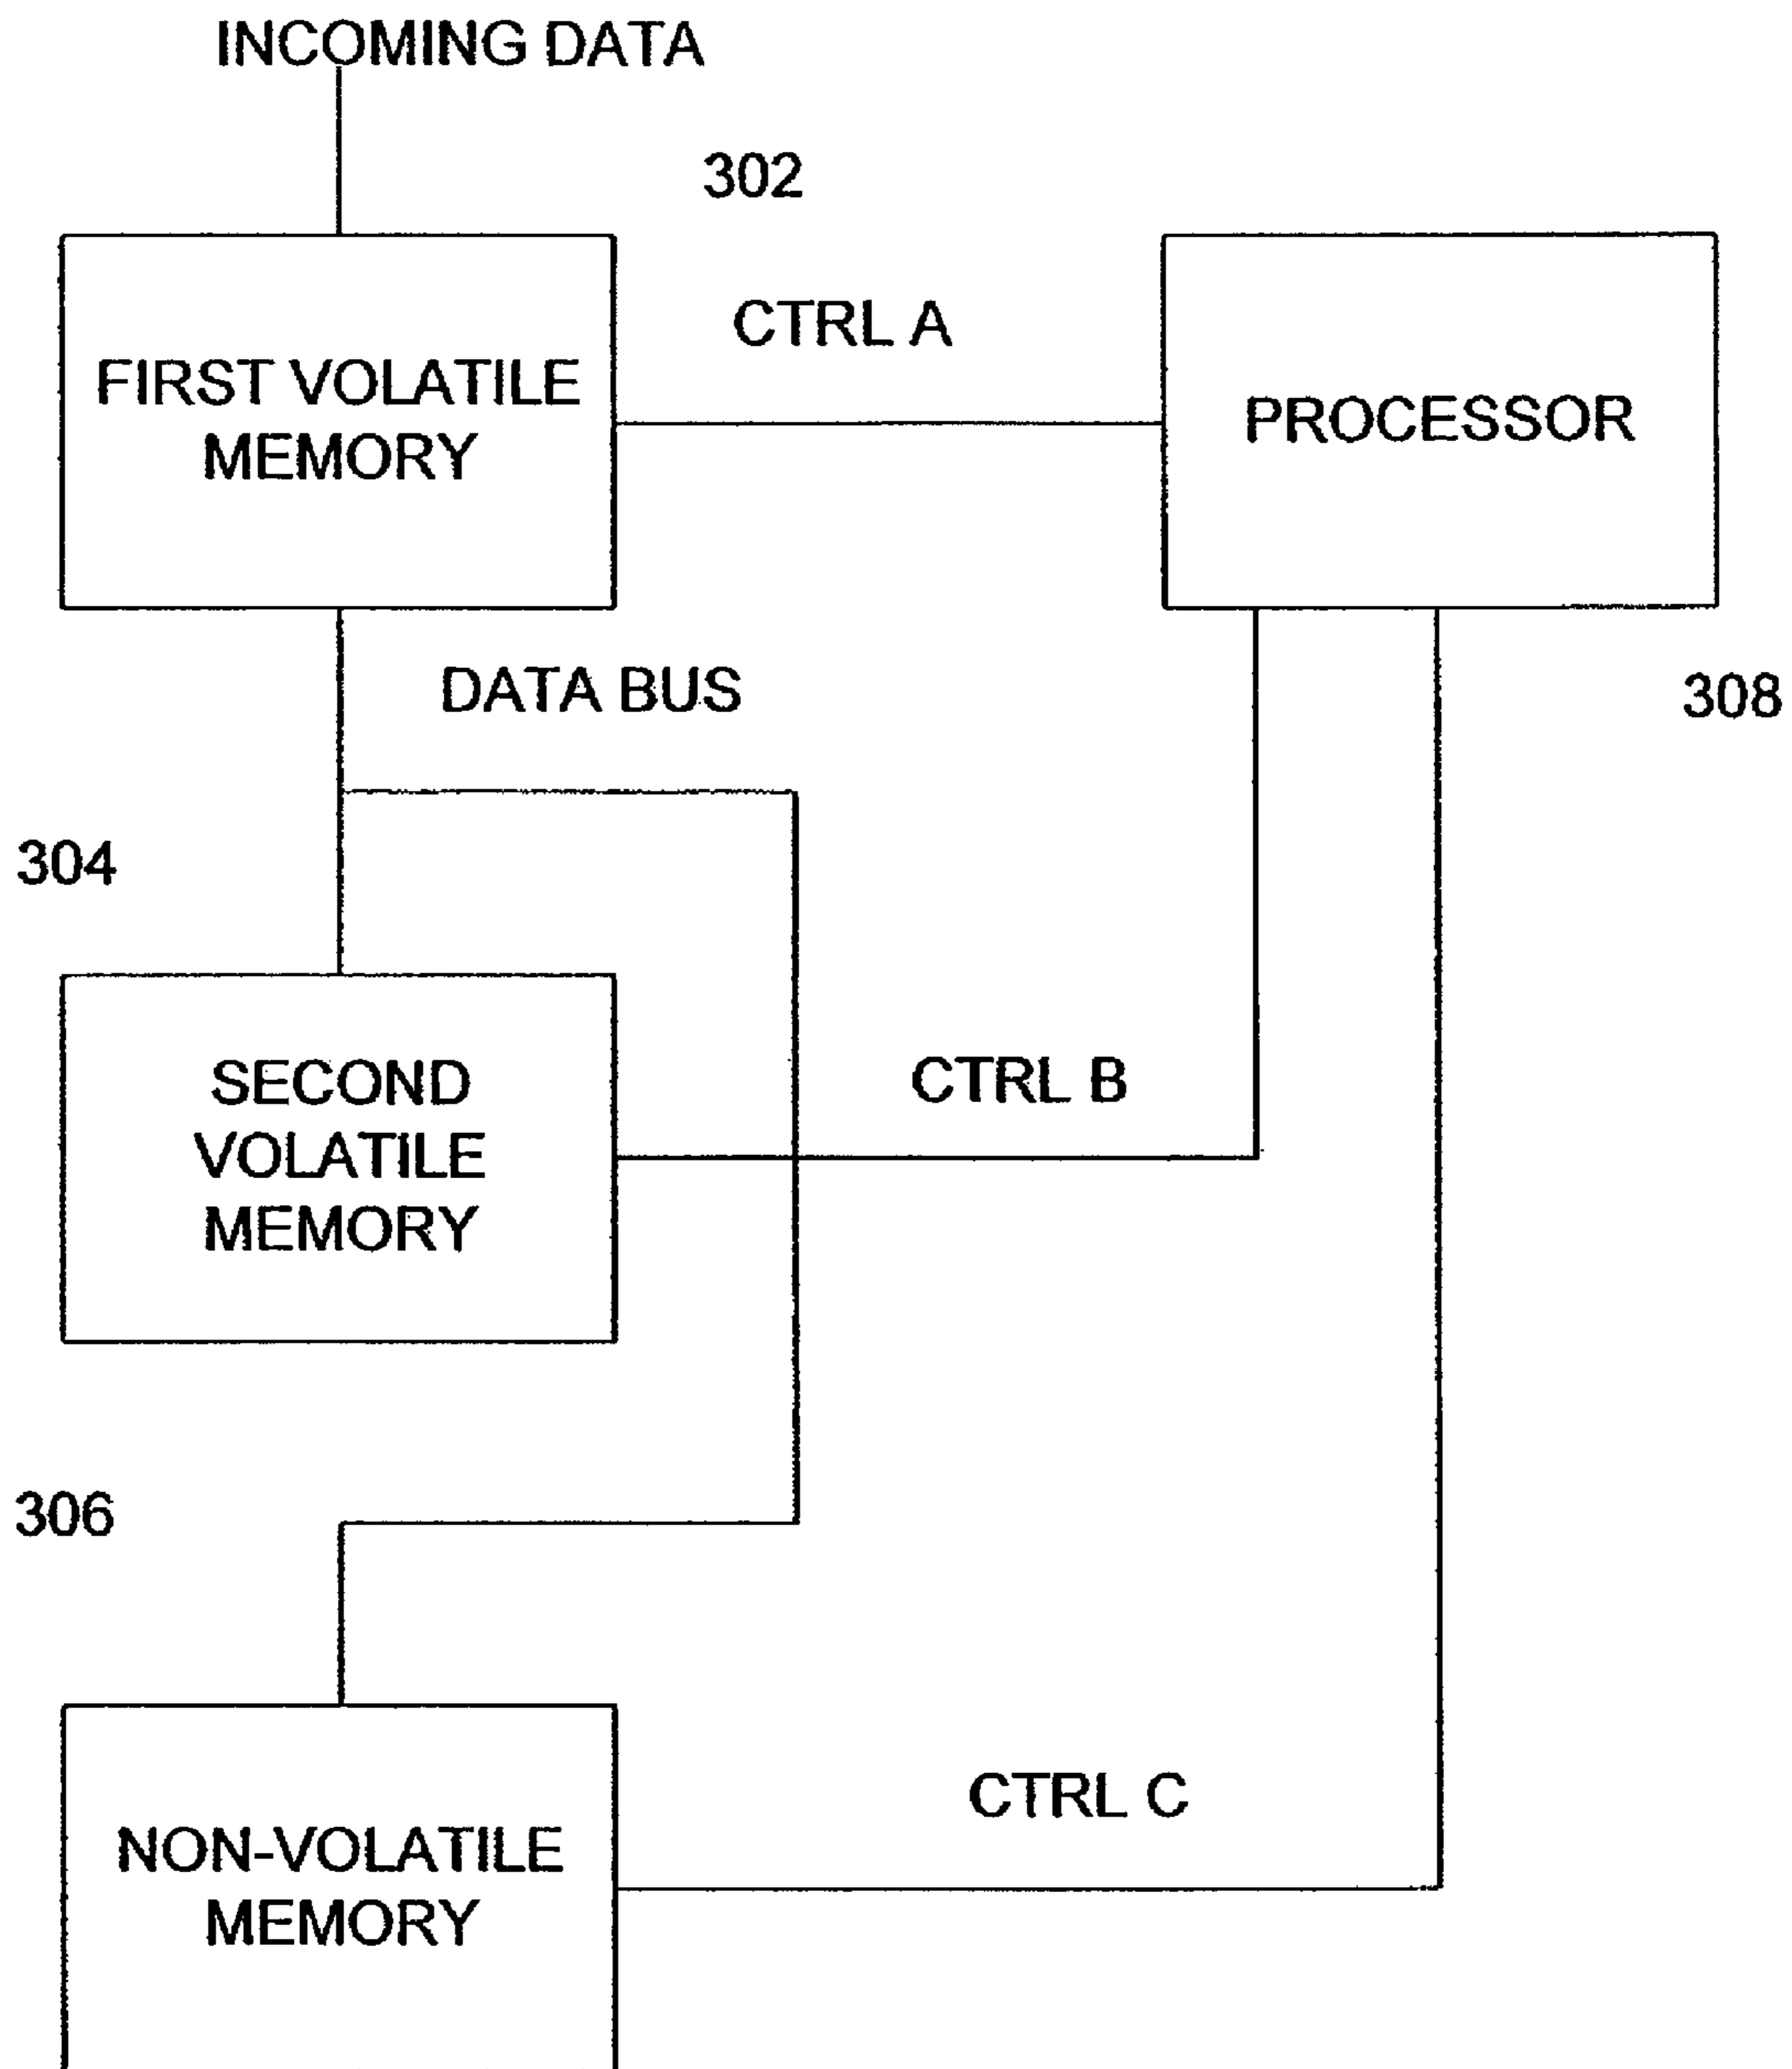 INCOMING DATA
302
CTRL A
FIRST VOLATILE
MEMORY
PROCESSOR
DATA BUS
308
304
SECOND
VOLATILE
MEMORY
CTRL B
306
CTRL C
NON-VOLATILE
MEMORY